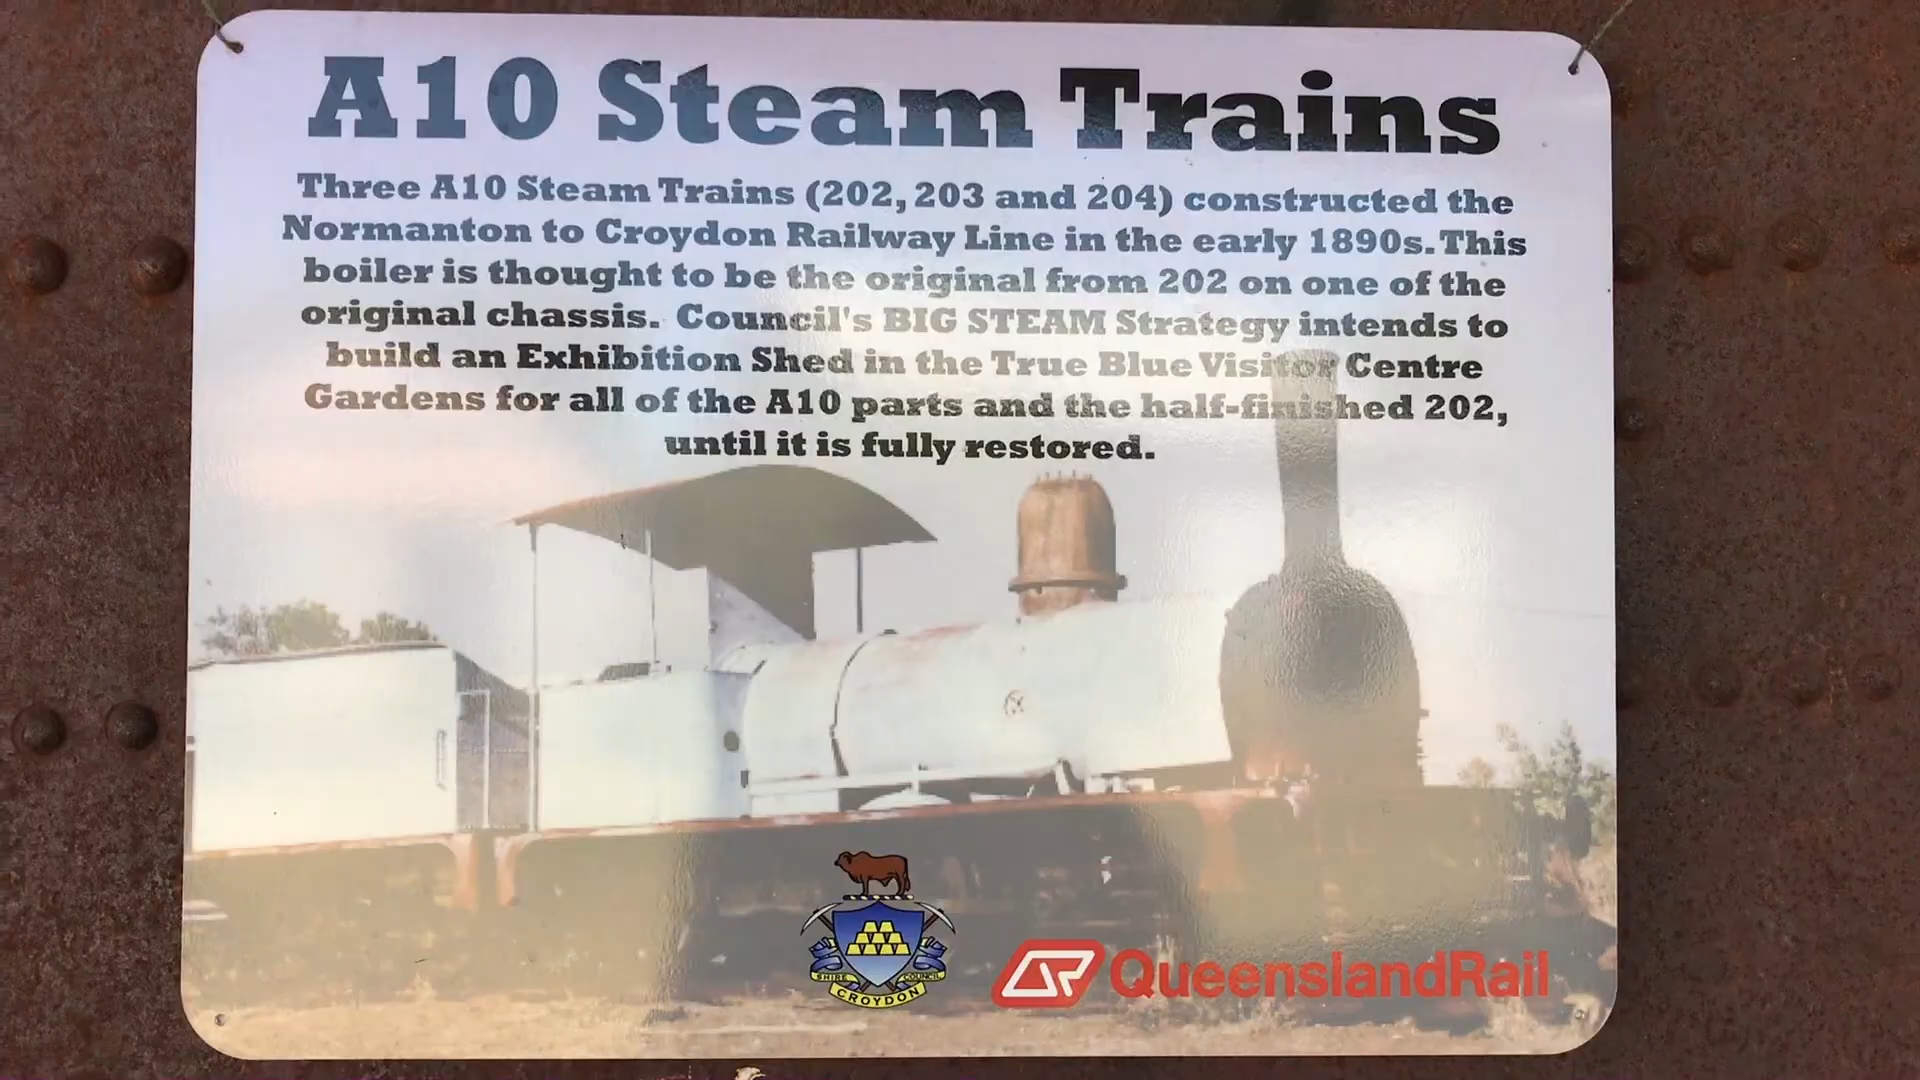 A10 Steam Trains
Three A10 Steam Trains (202, 203 and 204) constructed the
Normanton to Croydon Railway Line in the early 1890s. This
boiler is thought to be the original from 202 on one of the
original chassis. Council's BIG STEAM Strategy intends to
build an Exhibition Shed in the True Blue Visitor Centre
Gardens for all of the A10 parts and the half-finished 202,
until it is fully restored.
SHIRE COUNCIL
CROYDON
QR QueenslandRail